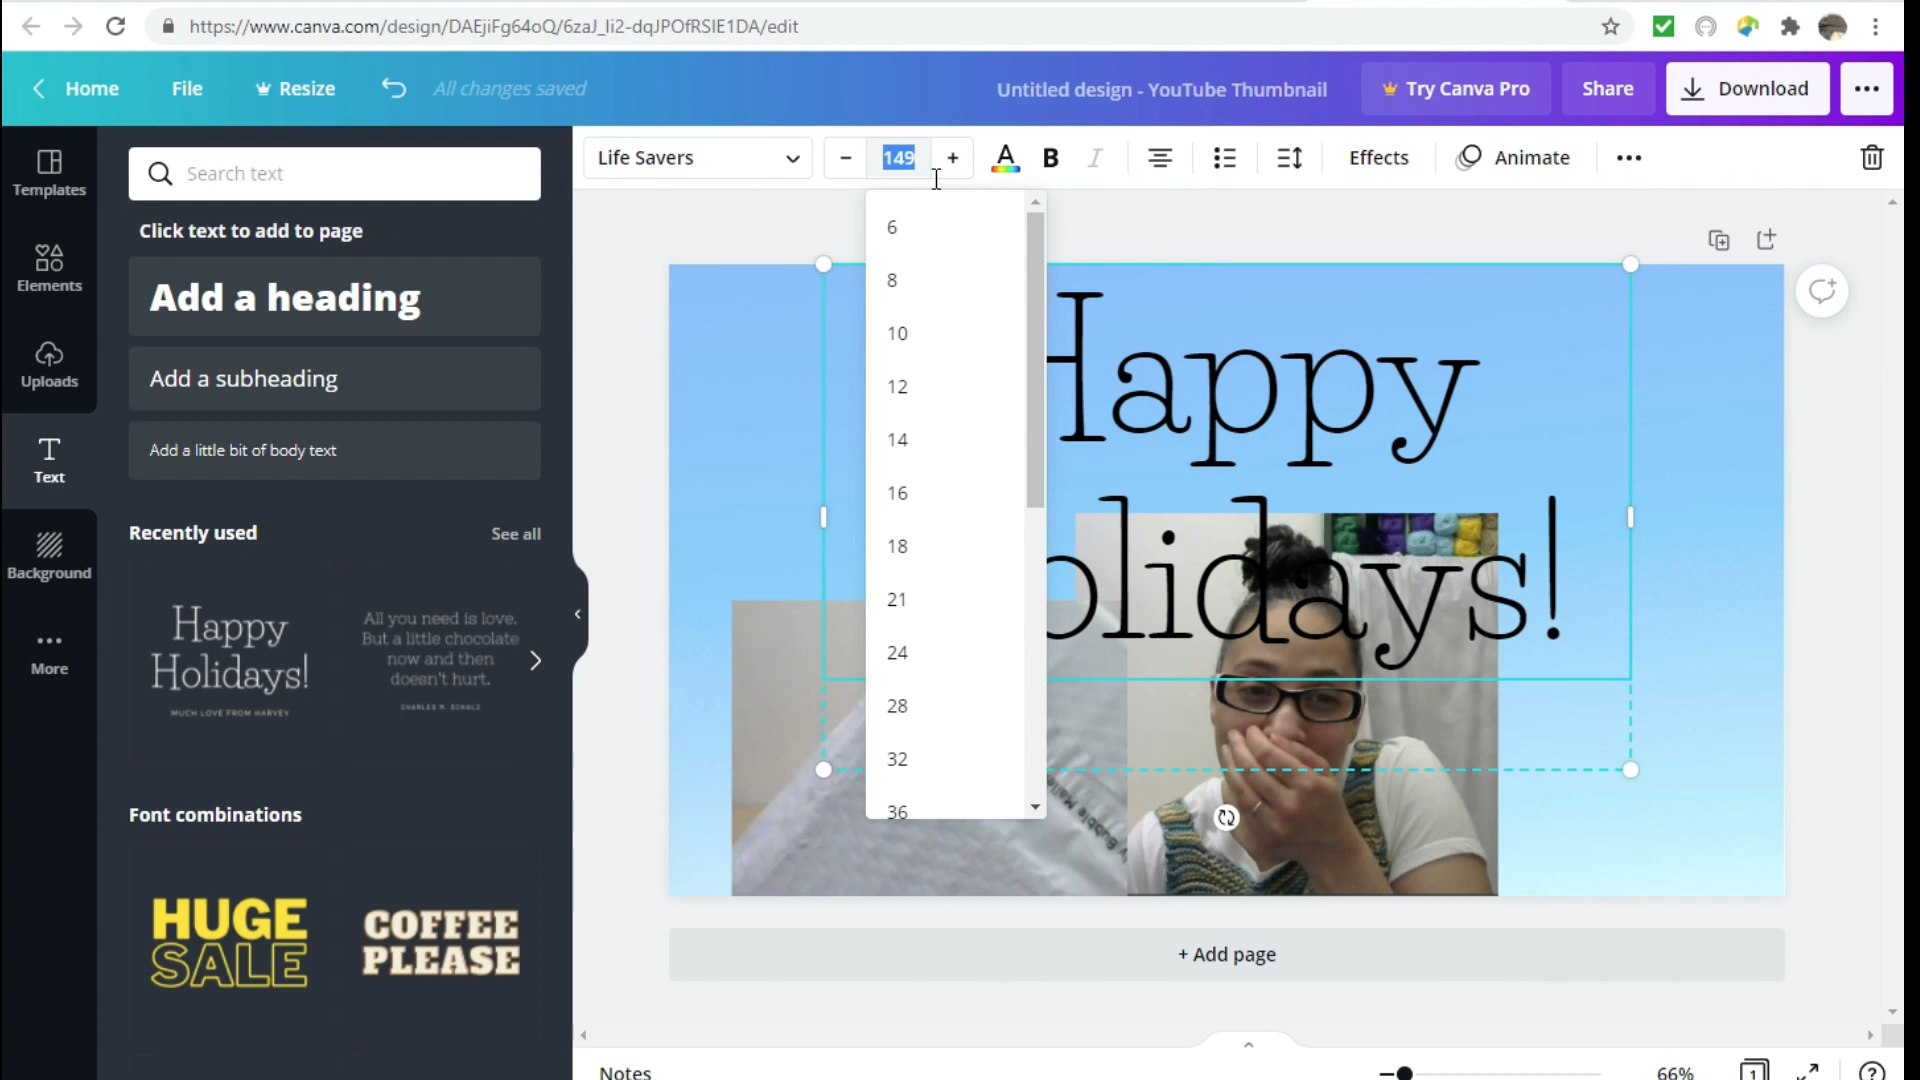 https://www.canva.com/design/DAEjiFg64oQ/6zaJ_Ii2-dqJPOfRSIE1DA/edit
Home File Resize All changes saved Untitled design - YouTube Thumbnail Try Canva Pro Share Download
Life Savers 149 A B I Effects Animate
Templates
Elements
Uploads
Text
Background
More
Search text
Click text to add to page
Add a heading
Add a subheading
Add a little bit of body text
Recently used See all
Happy
Holidays!
MUCH LOVE FROM HARVEY
All you need is love.
But a little chocolate
now and then
doesn't hurt.
CHARLES M. SCHULZ
Font combinations
HUGE
SALE
COFFEE
PLEASE
6
8
10
12
14
16
18
21
24
28
32
36
Happy
olidays!
+ Add page
Notes 66% 1 ?